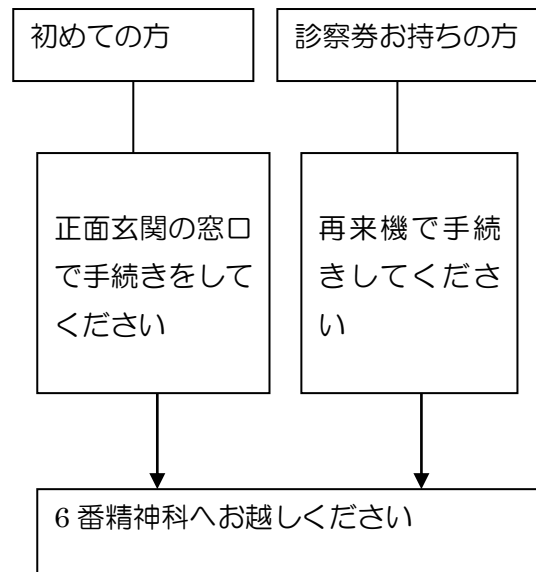 初めての方
診察券お持ちの方
正面玄関の窓口
で手続きをして
ください
再来機で手続
きしてくださ
い
6番精神科へお越しください